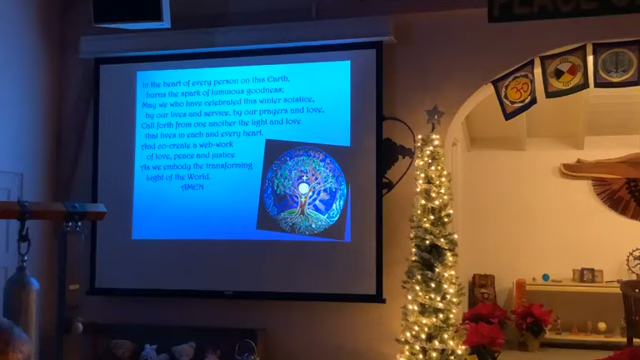 PEACE
In the heart of every person on this Earth,
burns the spark of luminous goodness;
May we who have celebrated this winter solstice,
by our lives and service, by our prayers and love,
Call forth from one another the light and love
that lives in each and every heart.
And co-create a web-work
of love, peace and justice
As we embody the transforming
Light of the World.
AMEN
ॐ